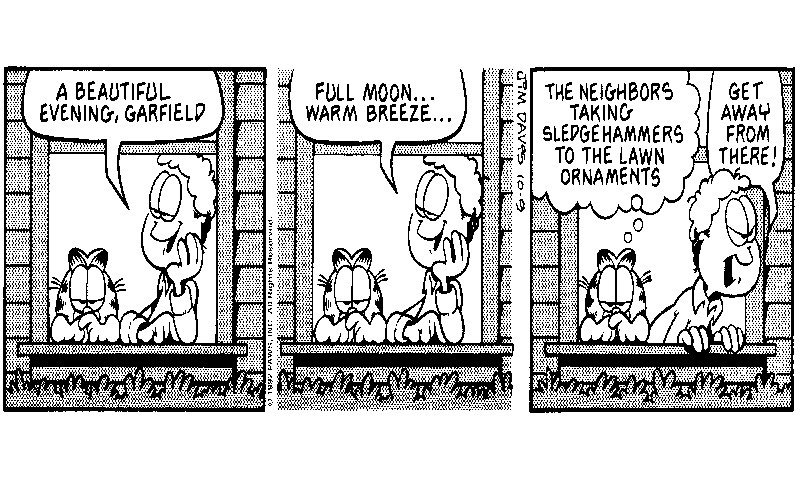 A BEAUTIFUL
EVENING, GARFIELD
FULL MOON...
WARM BREEZE...
JIM DAVIS 10-9
THE NEIGHBORS
TAKING
SLEDGEHAMMERS
TO THE LAWN
ORNAMENTS
GET
AWAY
FROM
THERE!